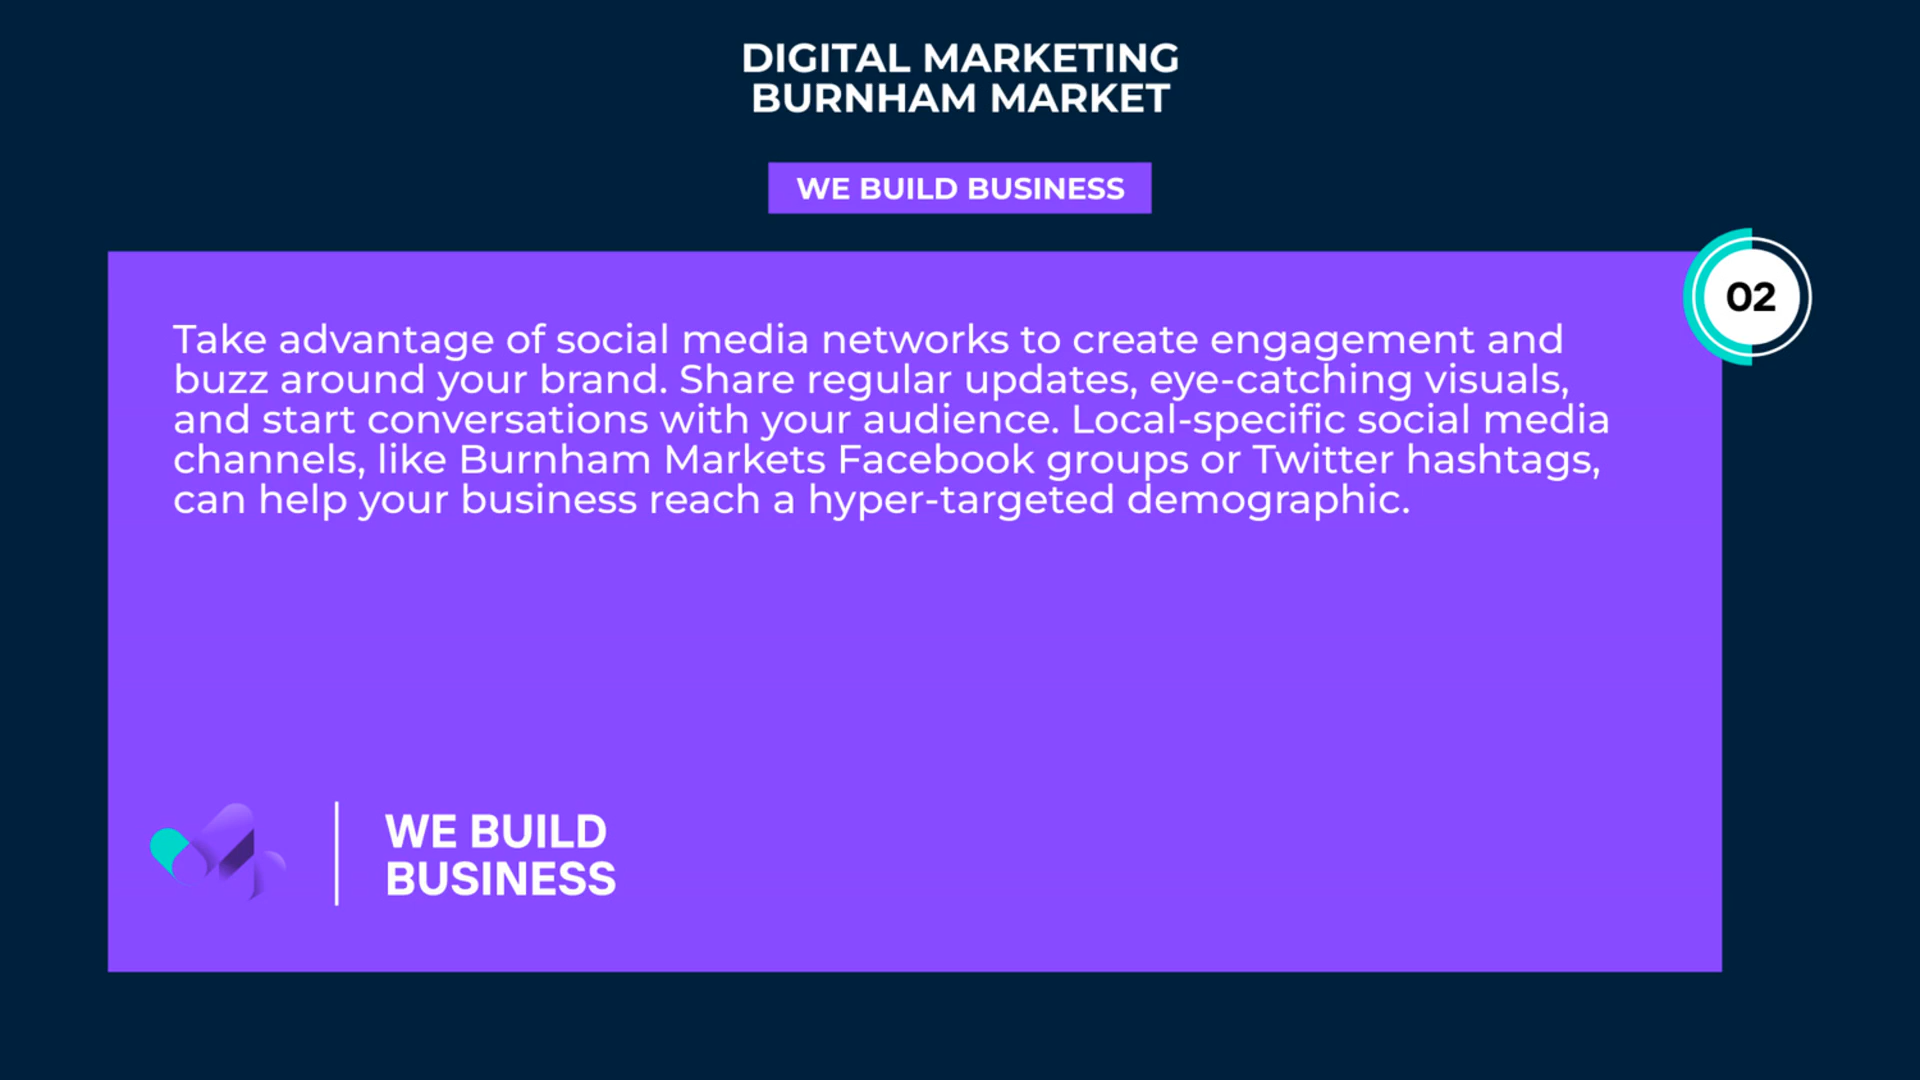 DIGITAL MARKETING
BURNHAM MARKET
WE BUILD BUSINESS
02
Take advantage of social media networks to create engagement and
buzz around your brand. Share regular updates, eye-catching visuals,
and start conversations with your audience. Local-specific social media
channels, like Burnham Markets Facebook groups or Twitter hashtags,
can help your business reach a hyper-targeted demographic.
WE BUILD
BUSINESS